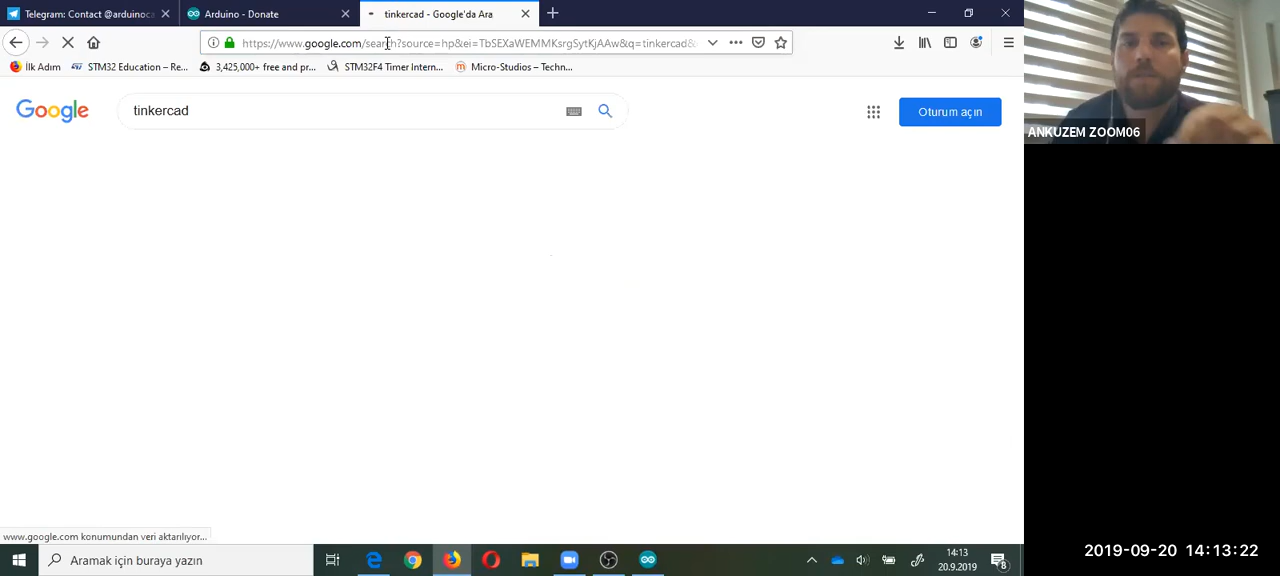 Telegram: Contact @arduinoca
Arduino - Donate
tinkercad - Google'da Ara
https://www.google.com/search?source=hp&ei=TbSEXaWEMMKsrgSytKjAAw&q=tinkercad&
İlk Adım
STM32 Education – Re...
3,425,000+ free and pr...
STM32F4 Timer Intern...
Micro-Studios – Techn...
Google
tinkercad
Oturum açın
ANKUZEM ZOOM06
www.google.com konumundan veri aktarılıyor...
Aramak için buraya yazın
14:13
20.9.2019
8
2019-09-20 14:13:22